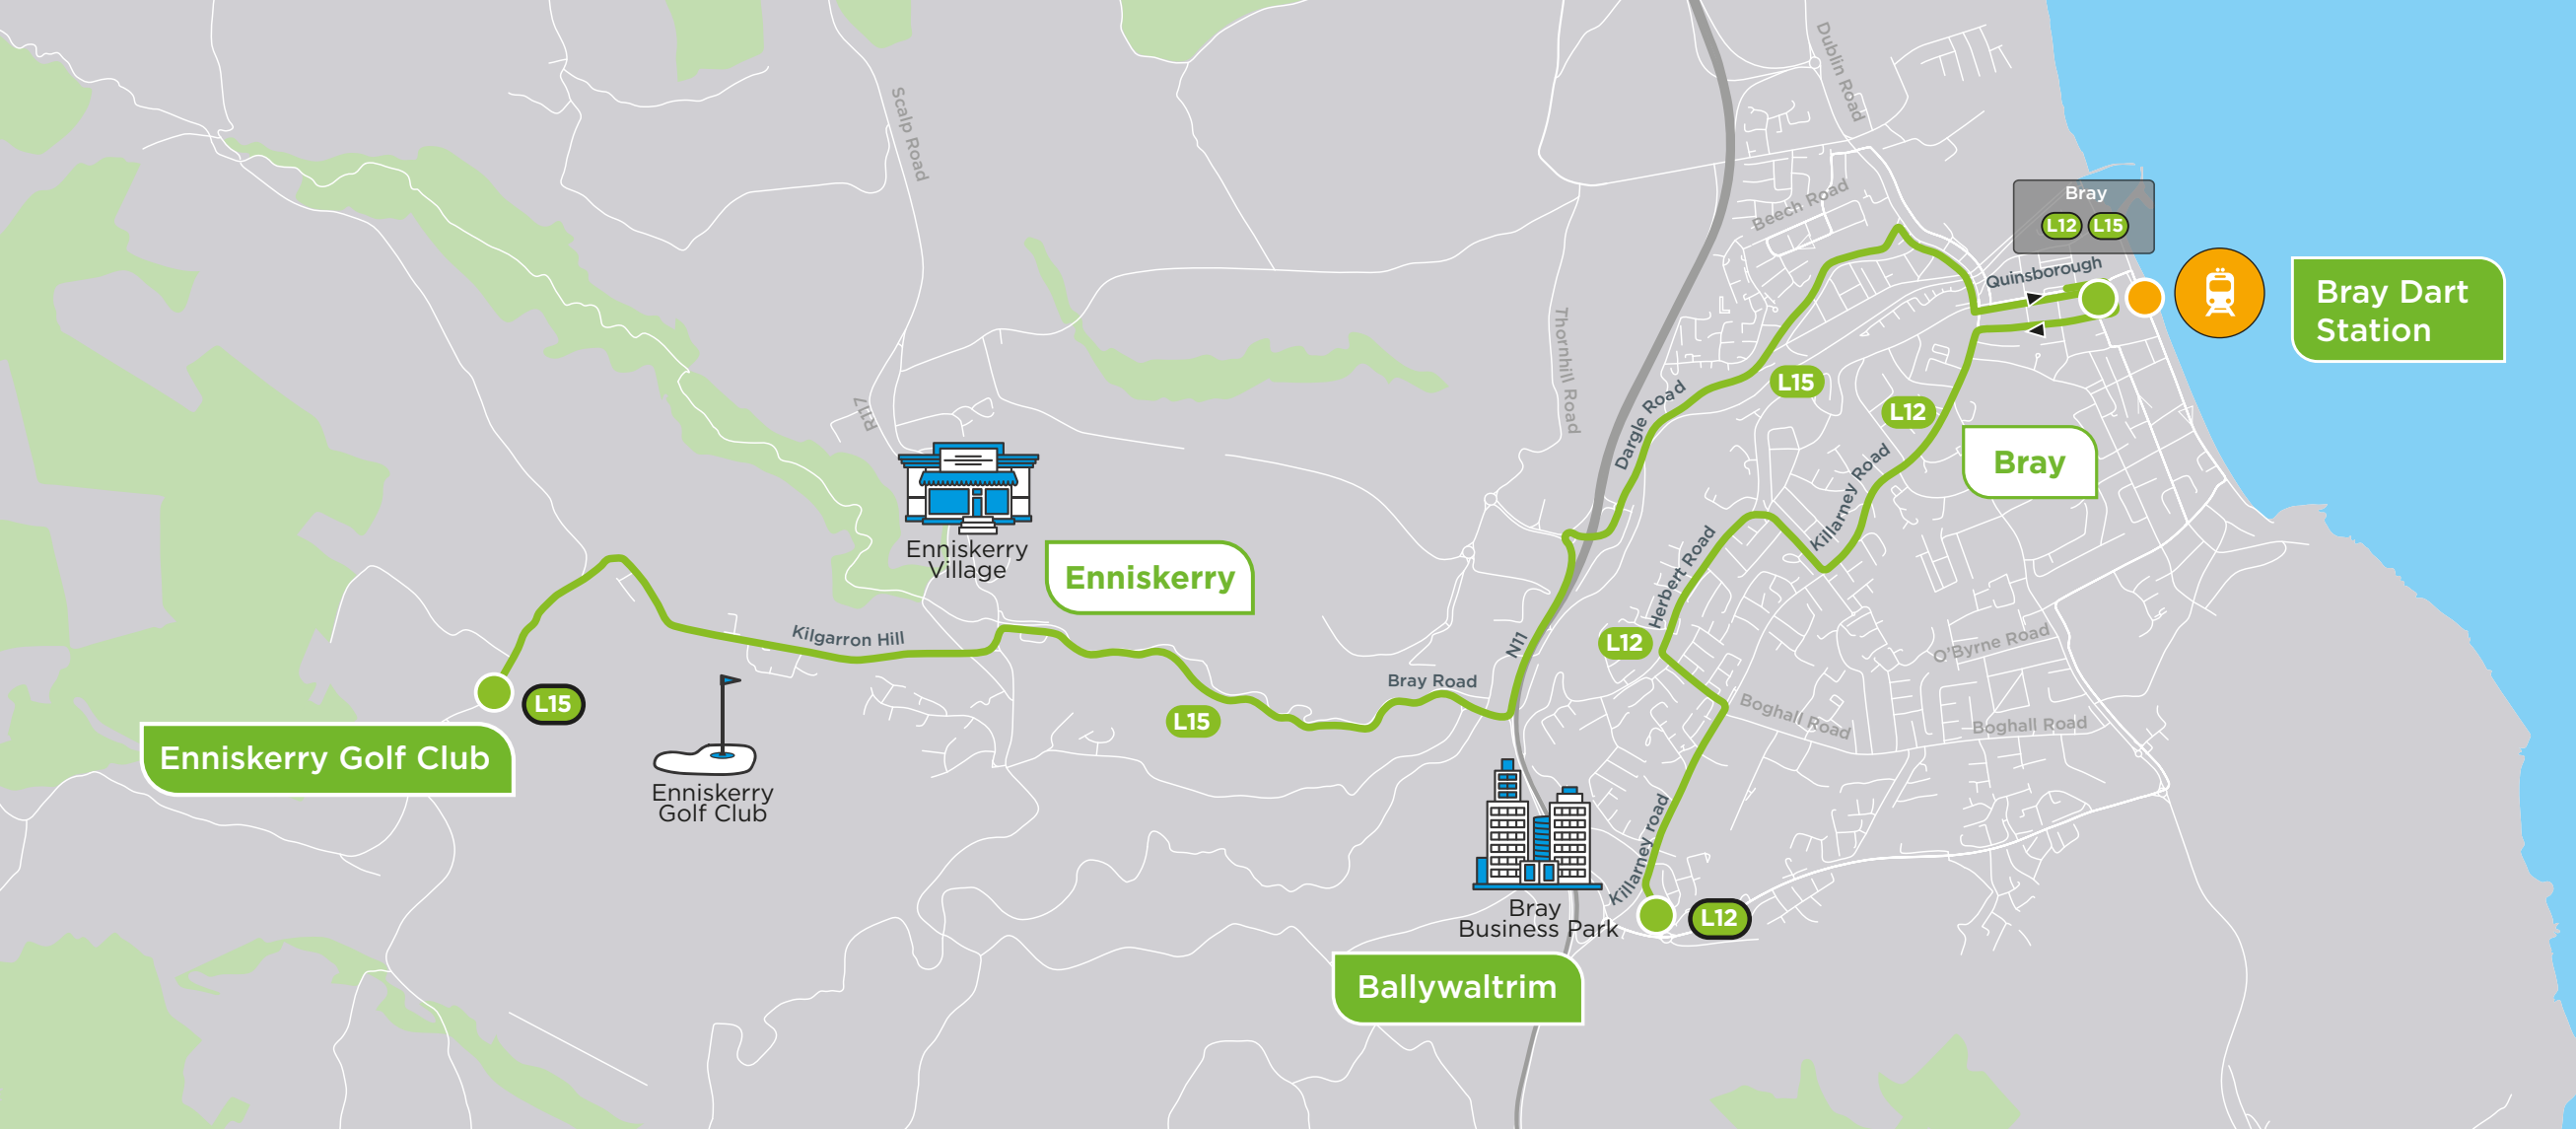 Dublin Road
Scalp Road
Beech Road
Bray
L12 L15
Quinsborough
Bray Dart
Station
Thornhill Road
Dargle Road
L15
L12
R117
Bray
Killarney Road
Enniskerry
Village
Enniskerry
Herbert Road
Kilgarron Hill
N11
L12
O'Byrne Road
Bray Road
L15
L15
Boghall Road
Boghall Road
Enniskerry Golf Club
Enniskerry
Golf Club
Killarney road
Bray
Business Park
L12
Ballywaltrim